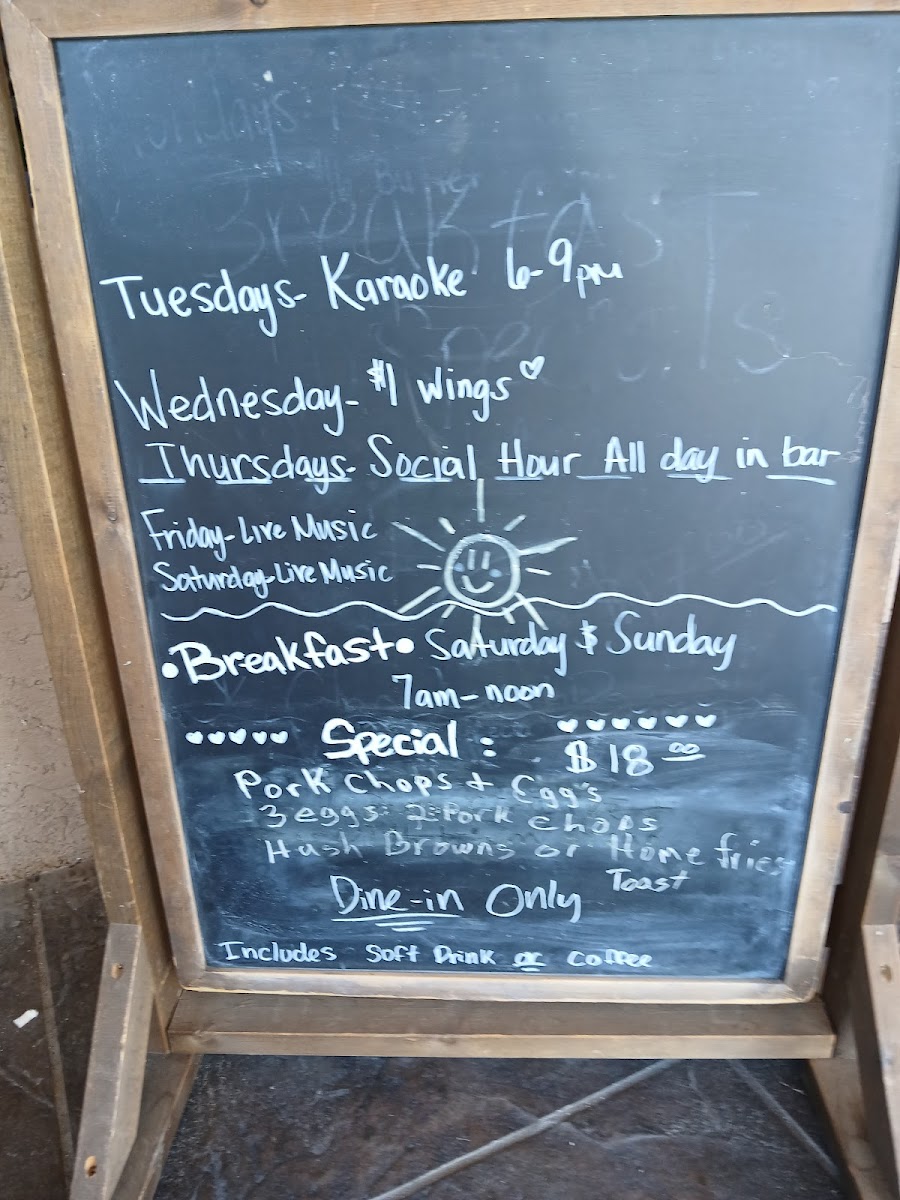 Tuesdays- Karaoke 6-9pm
Wednesday- $1 wings
Thursdays- Social Hour All day in bar
Friday-Live Music
Saturday-Live Music
•Breakfast• Saturday $ Sunday
7am-noon
Special: $18.00
Pork Chops + Egg's
3 eggs 2 Pork Chops
Hash Browns or Home fries
Toast
Dine-in Only
Includes Soft Drink or Coffee